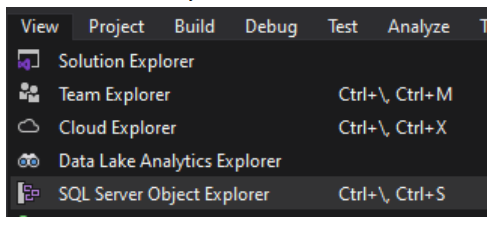 View Project Build Debug Test Analyze
Solution Explorer
Team Explorer Ctrl+\, Ctrl+M
Cloud Explorer Ctrl+\, Ctrl+X
Data Lake Analytics Explorer
SQL Server Object Explorer Ctrl+\, Ctrl+S